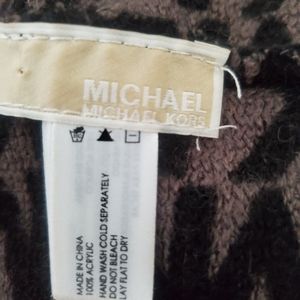 MICHAEL
MICHAEL KORS
MADE IN CHINA
100% ACRYLIC
HAND WASH COLD SEPARATELY
DO NOT BLEACH
LAY FLAT TO DRY